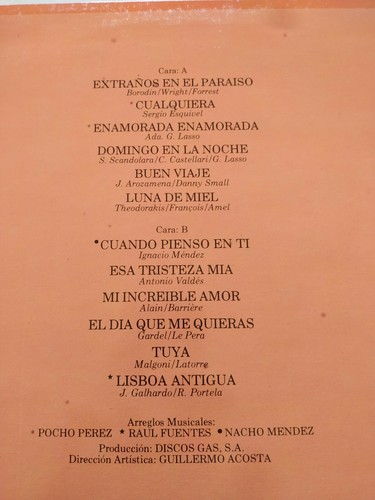 Cara: A
EXTRAÑOS EN EL PARAISO
Borodin/Wright/Forrest
*CUALQUIERA
Sergio Esquivel
*ENAMORADA ENAMORADA
Ada. G. Lasso
DOMINGO EN LA NOCHE
S. Scandolara/C. Castellari/G. Lasso
BUEN VIAJE
J. Arozamena/Danny Small
LUNA DE MIEL
Theodorakis/François/Amel
Cara: B
•CUANDO PIENSO EN TI
Ignacio Méndez
ESA TRISTEZA MIA
Antonio Valdés
MI INCREIBLE AMOR
Alain/Barrière
EL DIA QUE ME QUIERAS
Gardel/Le Pera
TUYA
Malgoni/Latorre
★LISBOA ANTIGUA
J. Galhardo/R. Portela
Arreglos Musicales:
*POCHO PEREZ ★RAUL FUENTES •NACHO MENDEZ
Producción: DISCOS GAS, S.A.
Dirección Artística: GUILLERMO ACOSTA